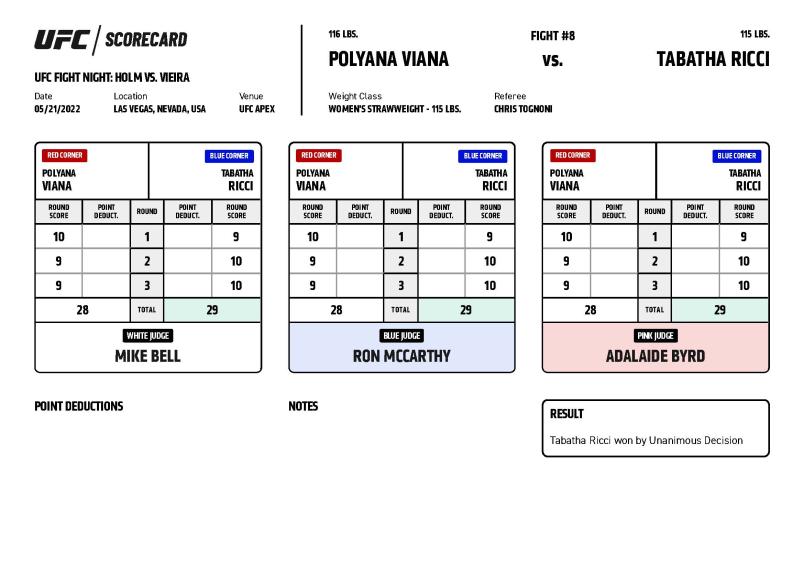 UFC / SCORECARD
UFC FIGHT NIGHT: HOLM VS. VIEIRA
Date Location Venue
05/21/2022 LAS VEGAS, NEVADA, USA UFC APEX
116 LBS. FIGHT #8 115 LBS.
POLYANA VIANA VS. TABATHA RICCI
Weight Class Referee
WOMEN'S STRAWWEIGHT - 115 LBS. CHRIS TOGNONI
RED CORNER BLUE CORNER
POLYANA TABATHA
VIANA RICCI
ROUND POINT ROUND POINT ROUND
SCORE DEDUCT. DEDUCT. SCORE
10 1 9
9 2 10
9 3 10
28 TOTAL 29
WHITE JUDGE
MIKE BELL
RED CORNER BLUE CORNER
POLYANA TABATHA
VIANA RICCI
ROUND POINT ROUND POINT ROUND
SCORE DEDUCT. DEDUCT. SCORE
10 1 9
9 2 10
9 3 10
28 TOTAL 29
BLUE JUDGE
RON MCCARTHY
RED CORNER BLUE CORNER
POLYANA TABATHA
VIANA RICCI
ROUND POINT ROUND POINT ROUND
SCORE DEDUCT. DEDUCT. SCORE
10 1 9
9 2 10
9 3 10
28 TOTAL 29
PINK JUDGE
ADALAIDE BYRD
POINT DEDUCTIONS
NOTES
RESULT
Tabatha Ricci won by Unanimous Decision